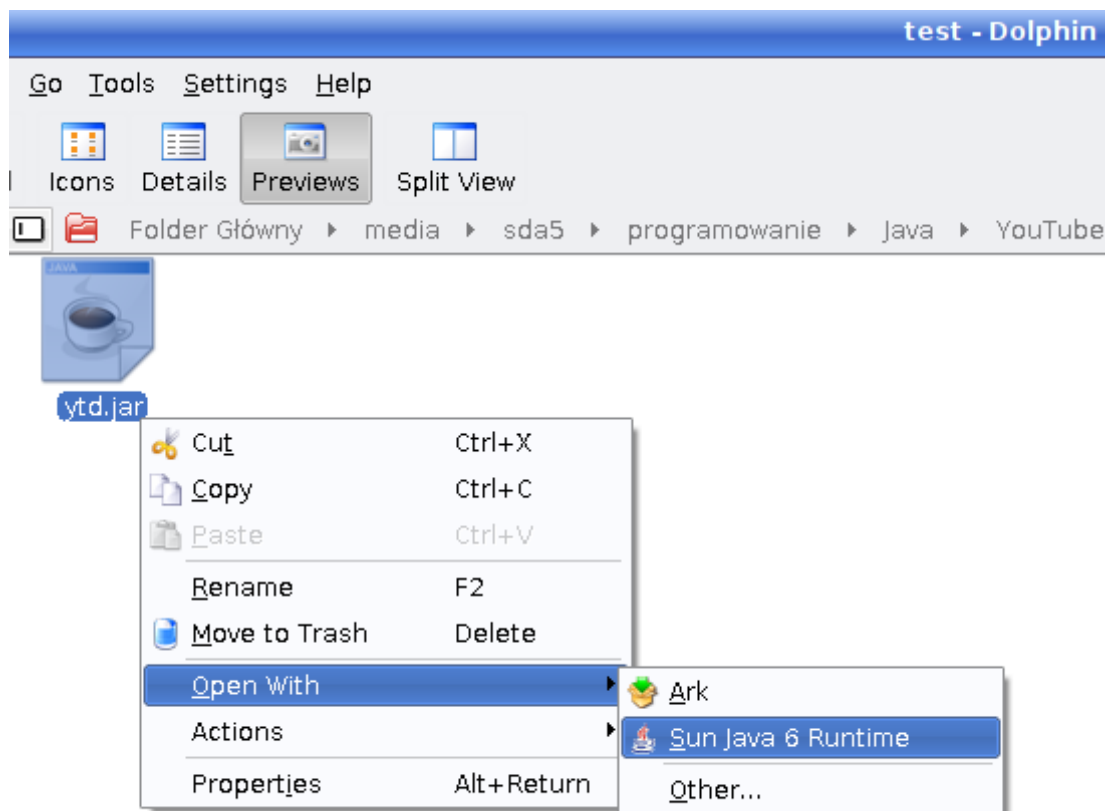 test - Dolphin
Go Tools Settings Help
Icons Details Previews Split View
Folder Główny media sda5 programowanie Java YouTube
JAVA
ytd.jar
Cut Ctrl+X
Copy Ctrl+C
Paste Ctrl+V
Rename F2
Move to Trash Delete
Open With
Ark
Actions
Sun Java 6 Runtime
Properties Alt+Return
Other...